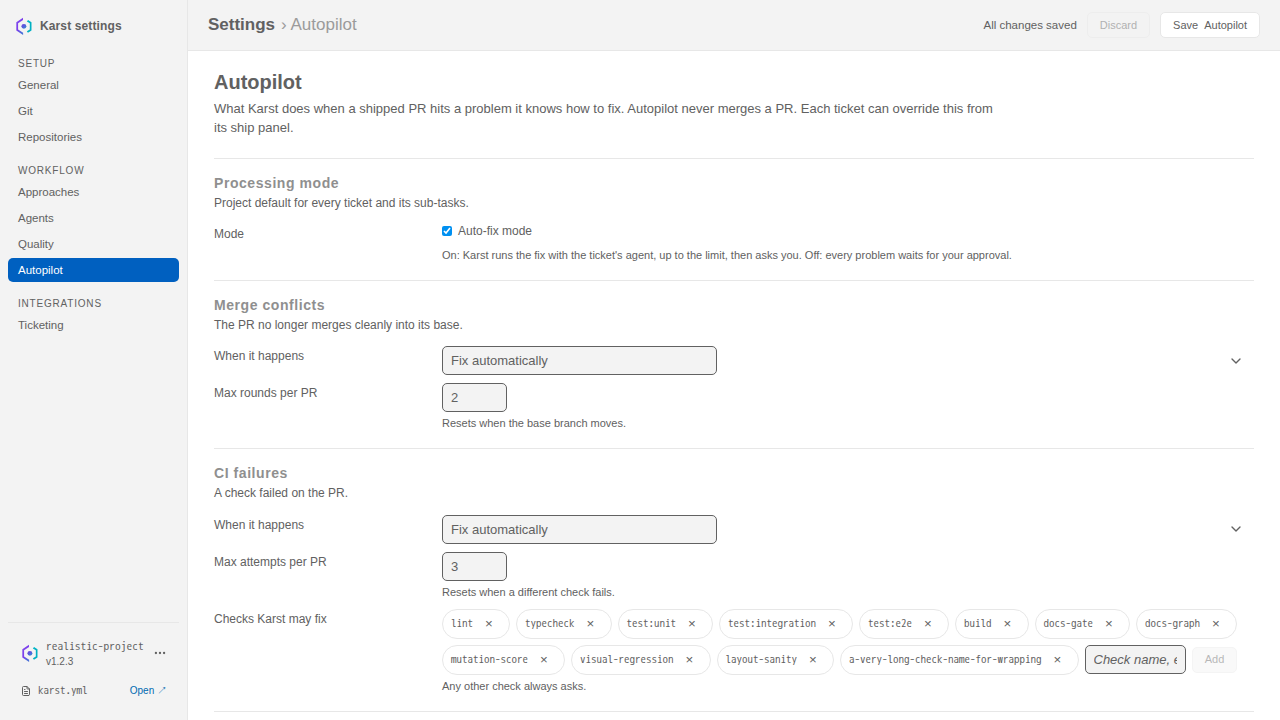 Karst settings
Settings › Autopilot
All changes saved
Discard
Save Autopilot
SETUP
General
Git
Repositories
WORKFLOW
Approaches
Agents
Quality
Autopilot
INTEGRATIONS
Ticketing
realistic-project
v1.2.3
karst.yml
Open ↗
Autopilot
What Karst does when a shipped PR hits a problem it knows how to fix. Autopilot never merges a PR. Each ticket can override this from
its ship panel.
Processing mode
Project default for every ticket and its sub-tasks.
Mode
Auto-fix mode
On: Karst runs the fix with the ticket's agent, up to the limit, then asks you. Off: every problem waits for your approval.
Merge conflicts
The PR no longer merges cleanly into its base.
When it happens
Fix automatically
Max rounds per PR
2
Resets when the base branch moves.
CI failures
A check failed on the PR.
When it happens
Fix automatically
Max attempts per PR
3
Resets when a different check fails.
Checks Karst may fix
lint × typecheck × test:unit × test:integration × test:e2e × build × docs-gate × docs-graph ×
mutation-score × visual-regression × layout-sanity × a-very-long-check-name-for-wrapping × Check name, Add
Any other check always asks.